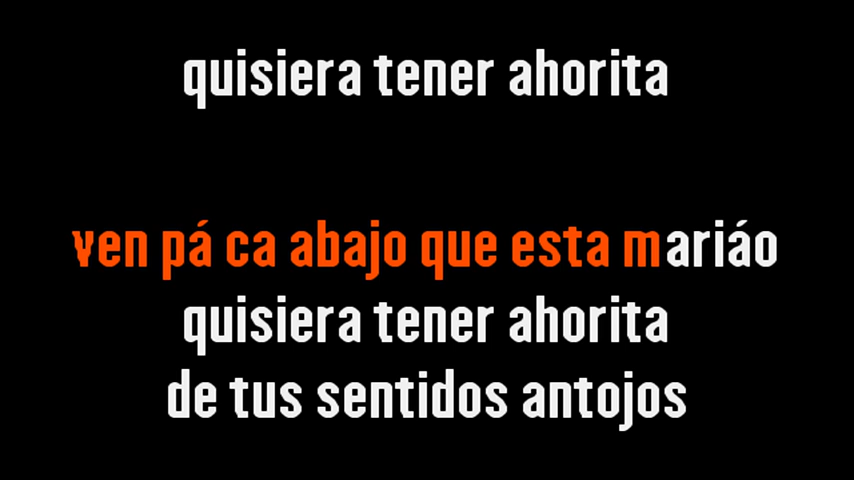 quisiera tener ahorita
ven pá ca abajo que esta mariáo
quisiera tener ahorita
de tus sentidos antojos